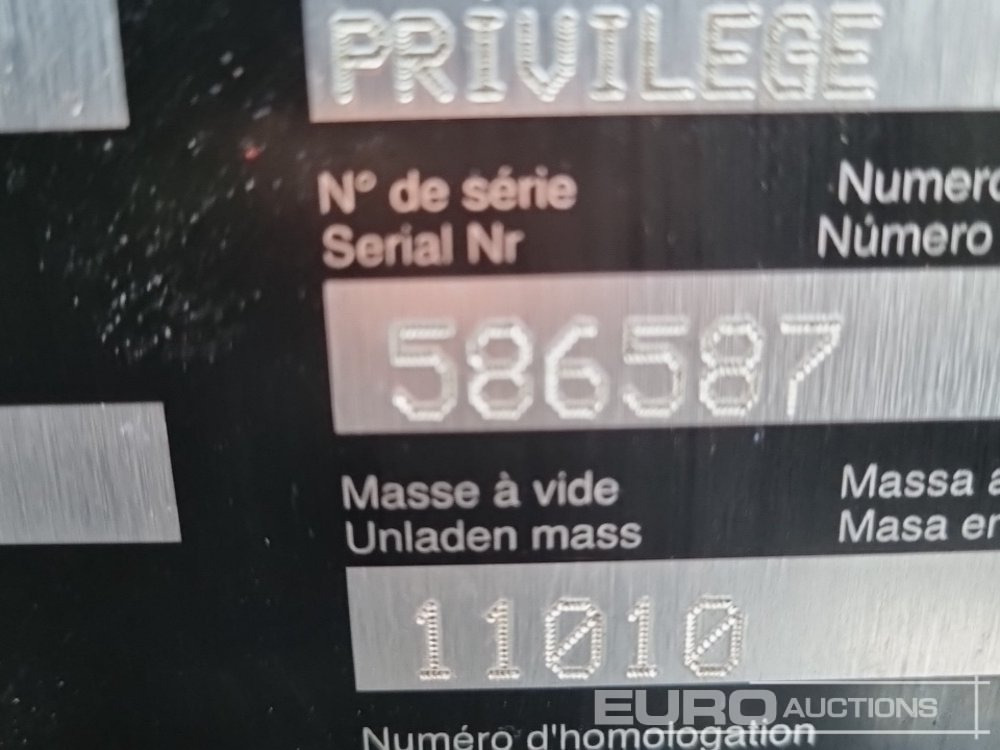 PRIVILEGE
N° de série
Serial Nr
Numero
Número
586587
Masse à vide
Unladen mass
Massa a
Masa en
11010
Numéro d'homologation
EURO AUCTIONS